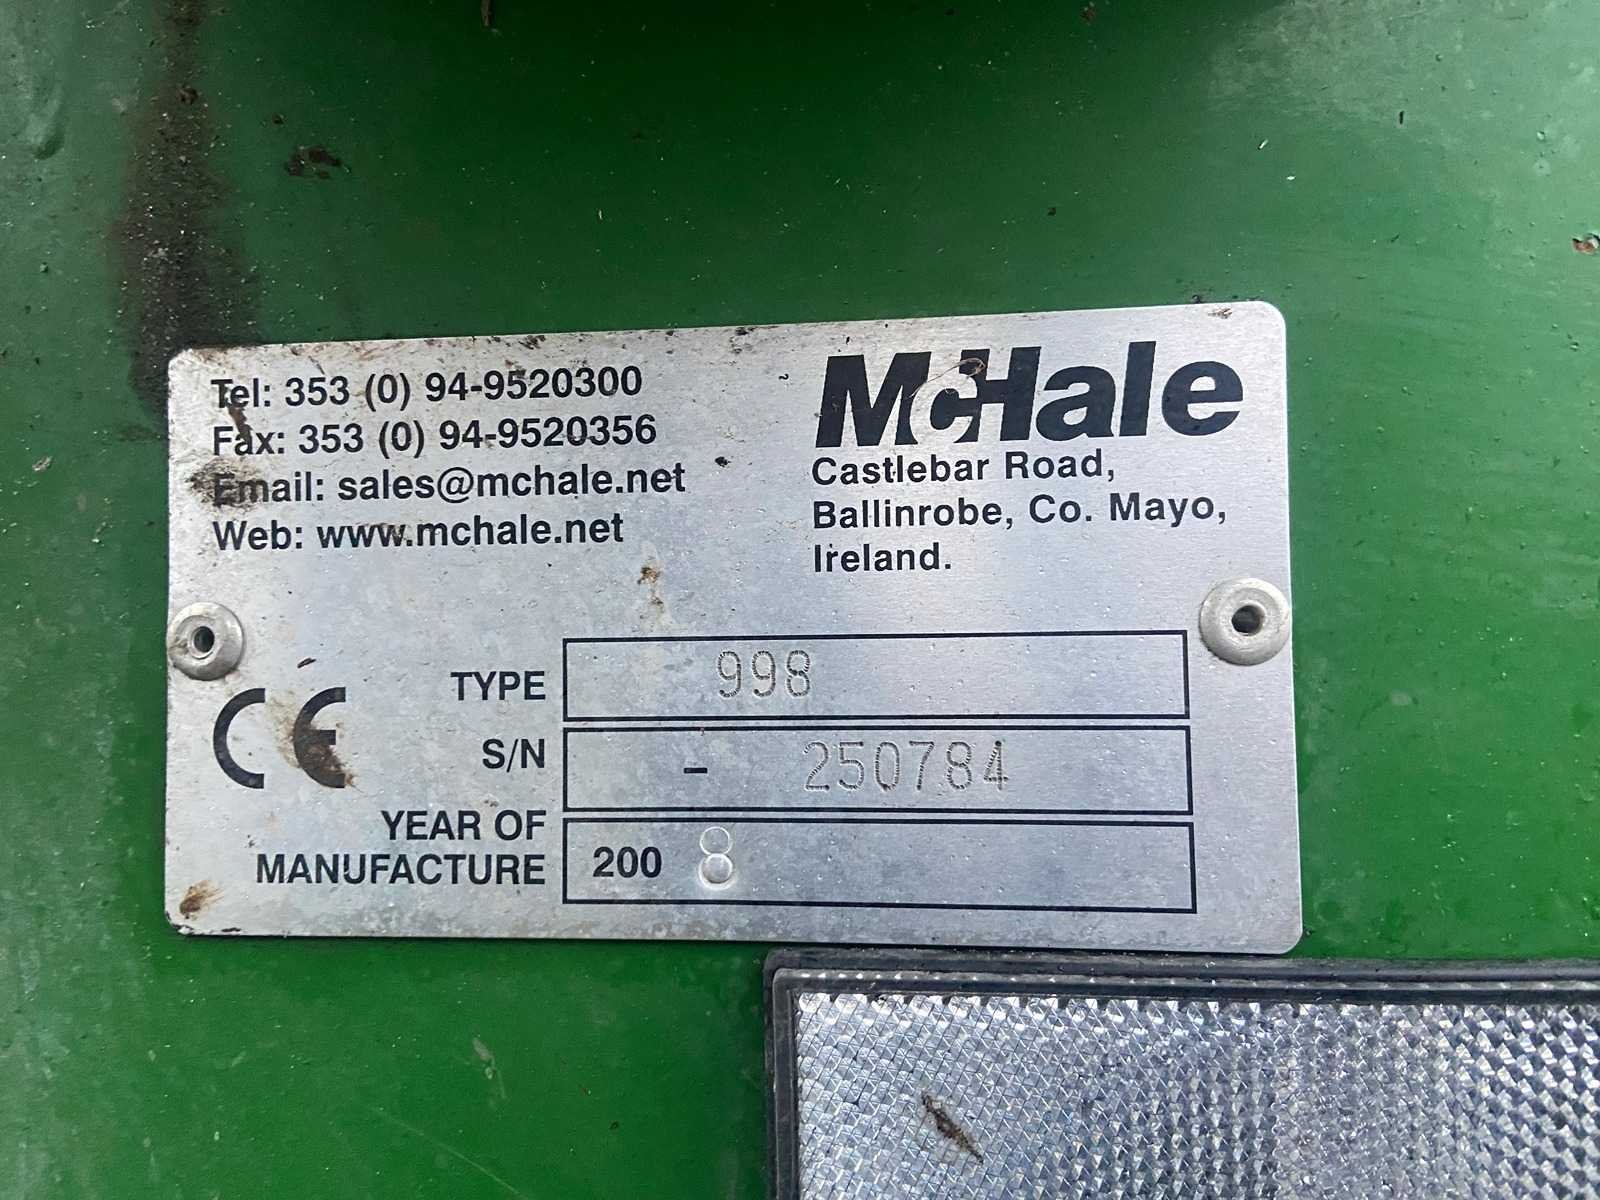 Tel: 353 (0) 94-9520300
Fax: 353 (0) 94-9520356
Email: sales@mchale.net
Web: www.mchale.net
McHale
Castlebar Road,
Ballinrobe, Co. Mayo,
Ireland.
CE
TYPE 998
S/N - 250784
YEAR OF
MANUFACTURE 200 8